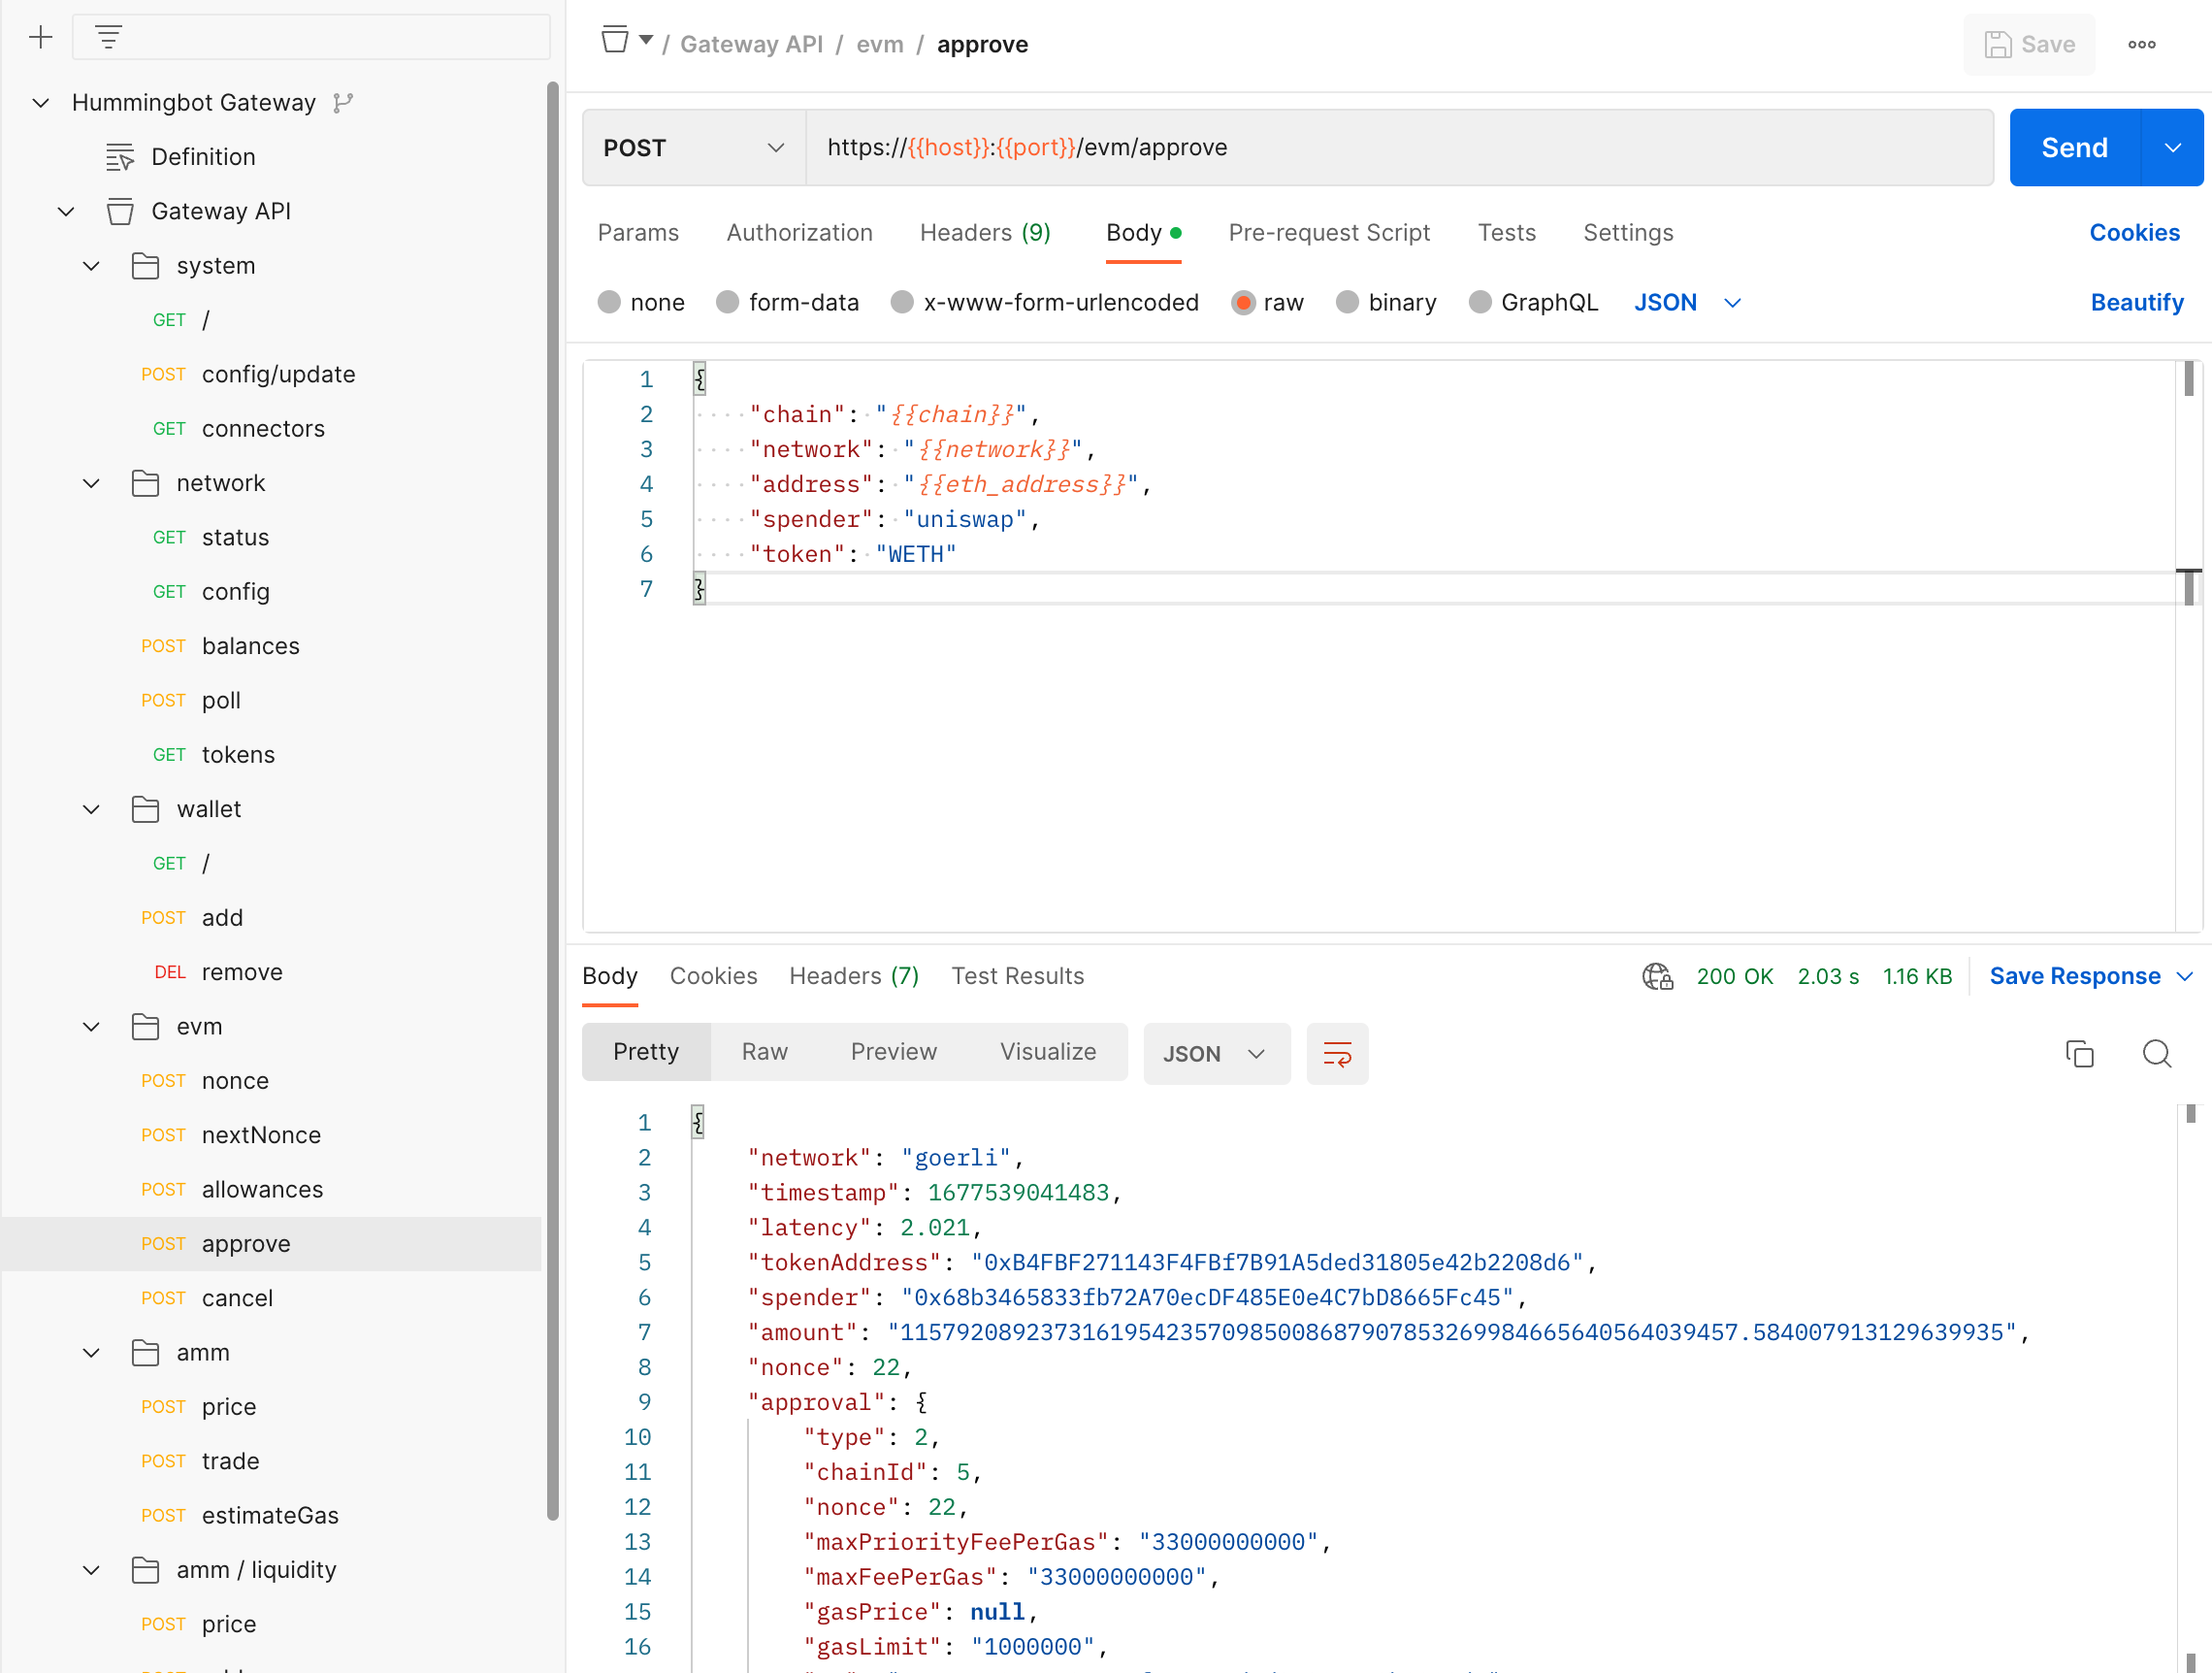 Hummingbot Gateway
Definition
Gateway API
system
GET /
POST config/update
GET connectors
network
GET status
GET config
POST balances
POST poll
GET tokens
wallet
GET /
POST add
DEL remove
evm
POST nonce
POST nextNonce
POST allowances
POST approve
POST cancel
amm
POST price
POST trade
POST estimateGas
amm / liquidity
POST price
/ Gateway API / evm / approve
Save
POST https://{{host}}:{{port}}/evm/approve
Send
Params Authorization Headers (9) Body Pre-request Script Tests Settings Cookies
none form-data x-www-form-urlencoded raw binary GraphQL JSON Beautify
1 {
2 "chain": "{{chain}}",
3 "network": "{{network}}",
4 "address": "{{eth_address}}",
5 "spender": "uniswap",
6 "token": "WETH"
7 }
Body Cookies Headers (7) Test Results 200 OK 2.03 s 1.16 KB Save Response
Pretty Raw Preview Visualize JSON
1 {
2 "network": "goerli",
3 "timestamp": 1677539041483,
4 "latency": 2.021,
5 "tokenAddress": "0xB4FBF271143F4FBf7B91A5ded31805e42b2208d6",
6 "spender": "0x68b3465833fb72A70ecDF485E0e4C7bD8665Fc45",
7 "amount": "115792089237316195423570985008687907853269984665640564039457.584007913129639935",
8 "nonce": 22,
9 "approval": {
10 "type": 2,
11 "chainId": 5,
12 "nonce": 22,
13 "maxPriorityFeePerGas": "33000000000",
14 "maxFeePerGas": "33000000000",
15 "gasPrice": null,
16 "gasLimit": "1000000",